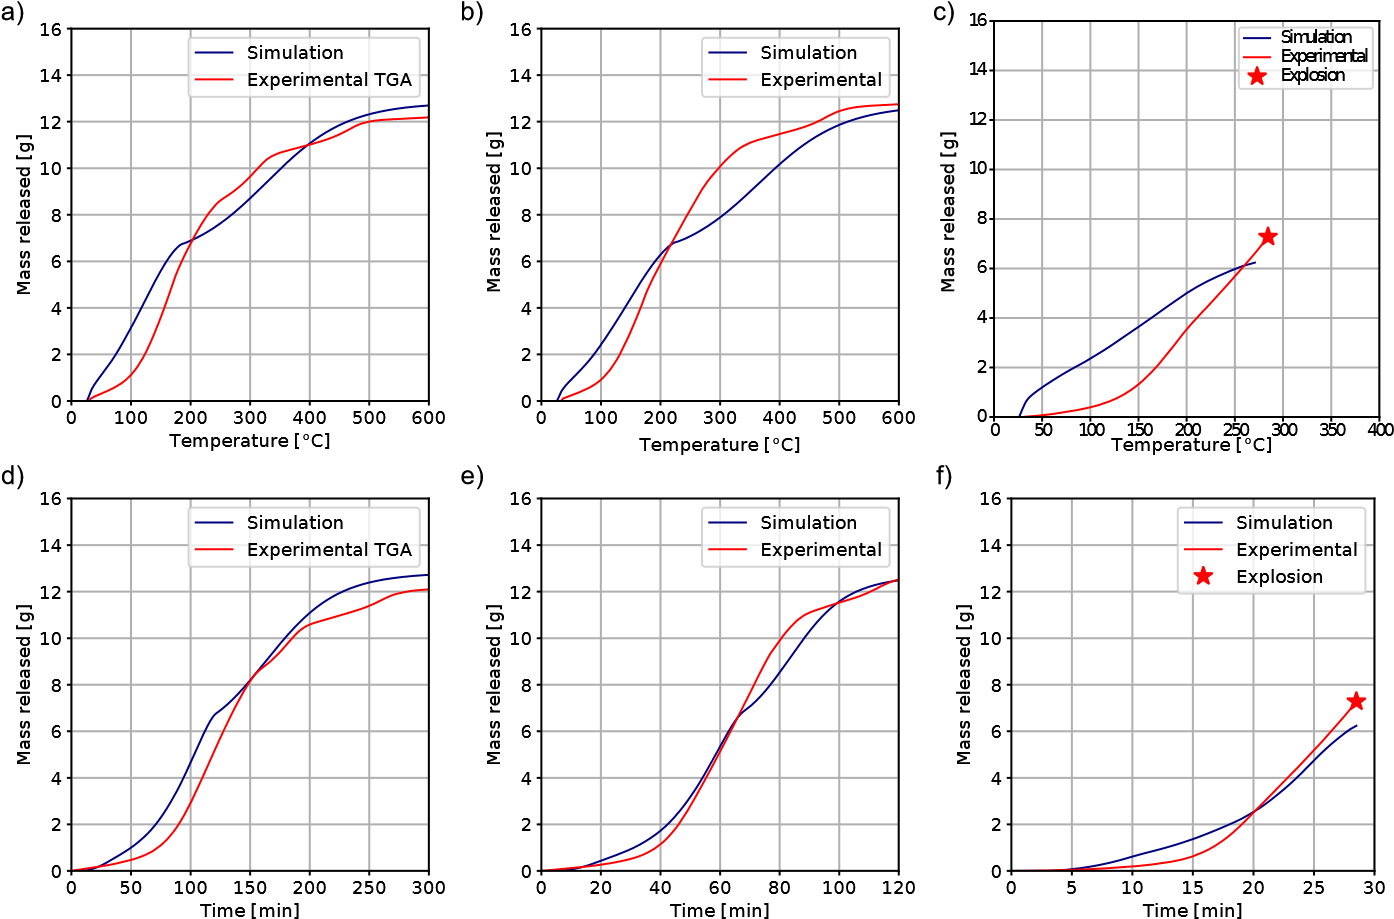 a)
16
14
12
10
8
6
4
2
0
Mass released [g]
Simulation
Experimental TGA
0 100 200 300 400 500 600
Temperature [°C]
b)
16
14
12
10
8
6
4
2
0
Mass released [g]
Simulation
Experimental
0 100 200 300 400 500 600
Temperature [°C]
c)
16
14
12
10
8
6
4
2
0
Mass released [g]
Simulation
Experimental
Explosion
0 50 100 150 200 250 300 350 400
Temperature [°C]
d)
16
14
12
10
8
6
4
2
0
Mass released [g]
Simulation
Experimental TGA
0 50 100 150 200 250 300
Time [min]
e)
16
14
12
10
8
6
4
2
0
Mass released [g]
Simulation
Experimental
0 20 40 60 80 100 120
Time [min]
f)
16
14
12
10
8
6
4
2
0
Mass released [g]
Simulation
Experimental
Explosion
0 5 10 15 20 25 30
Time [min]